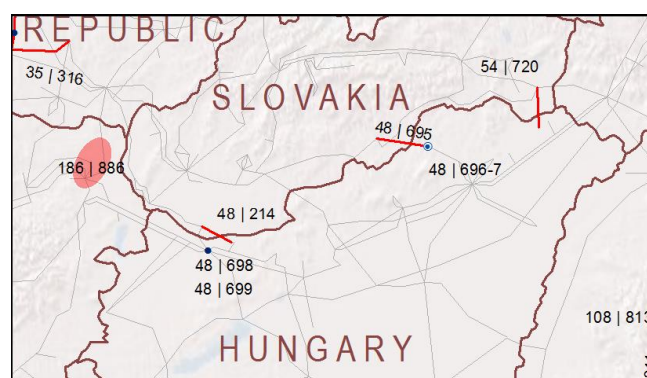 REPUBLIC
35 | 316
54 | 720
SLOVAKIA
48 | 695
186 | 886
48 | 696-7
48 | 214
48 | 698
48 | 699
108 | 813
HUNGARY